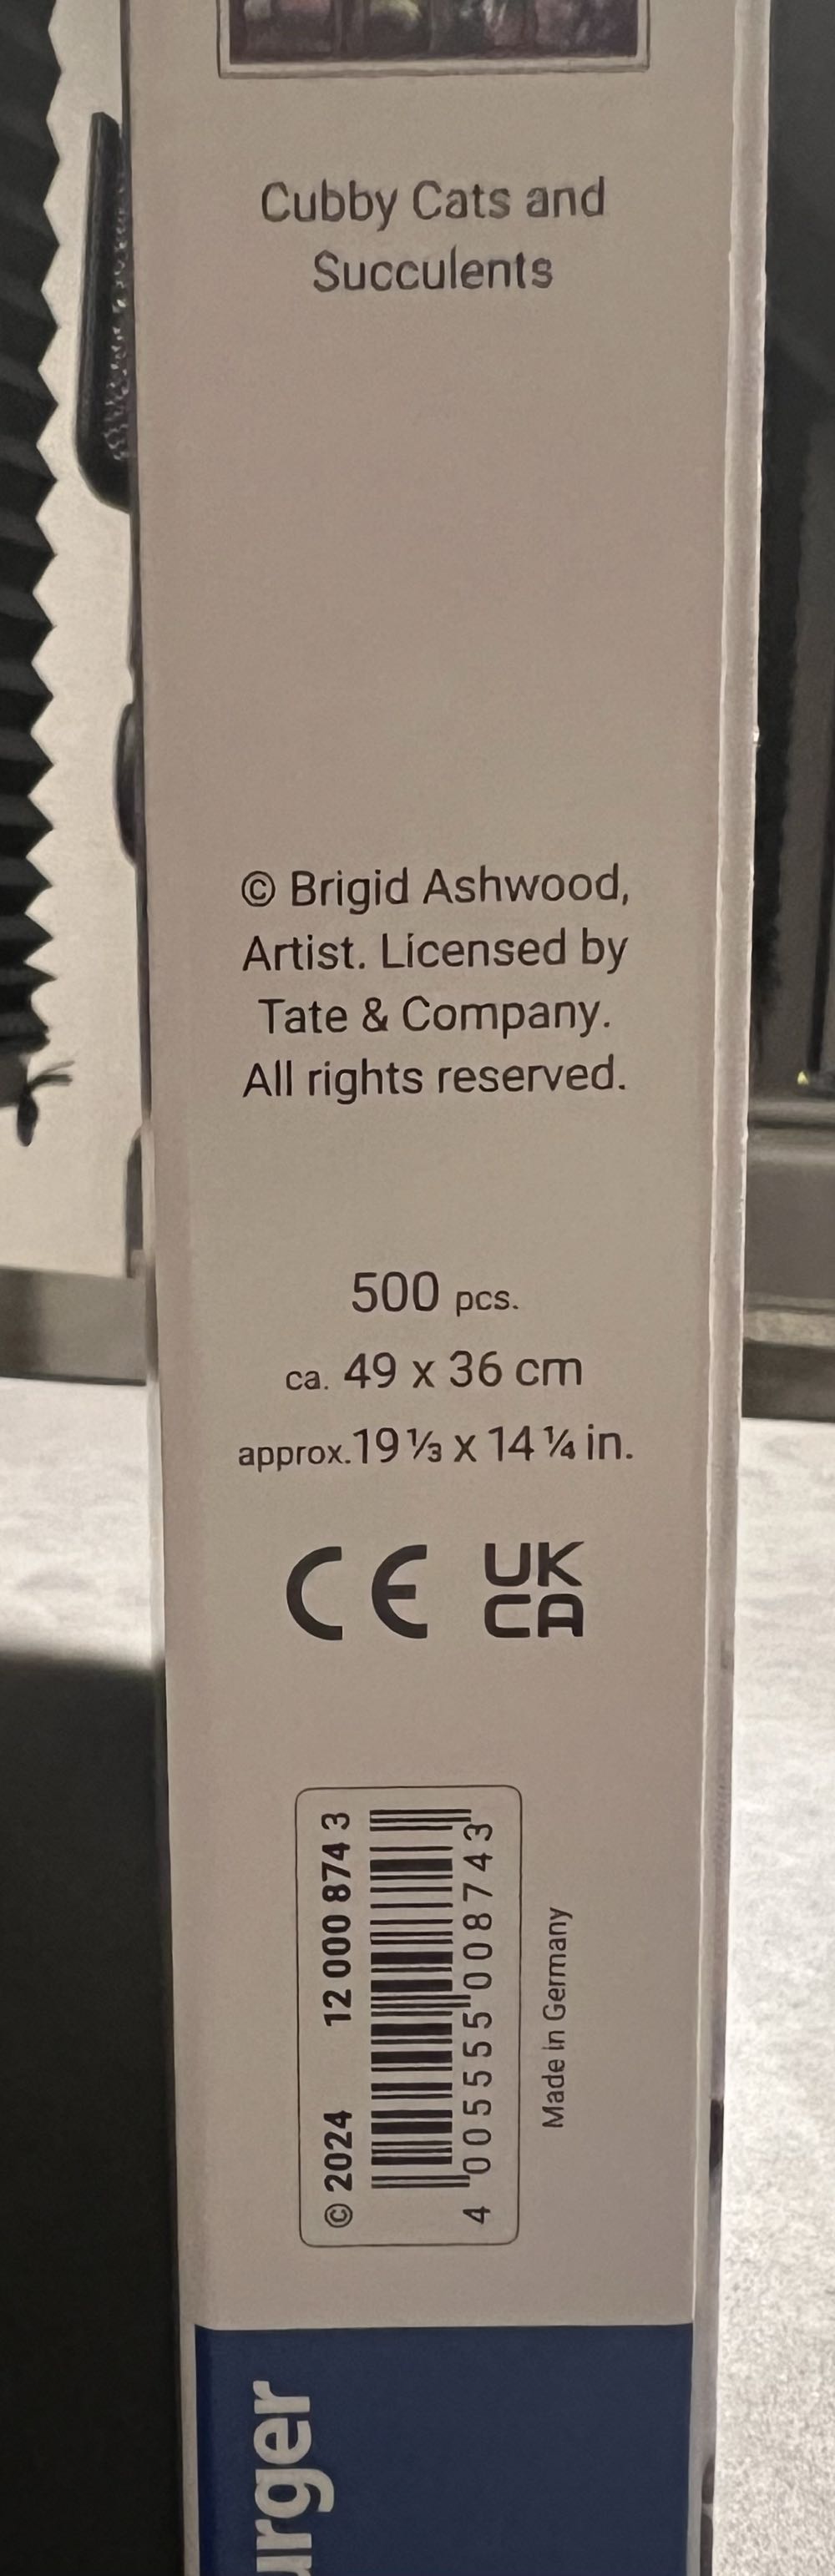 Cubby Cats and
Succulents
© Brigid Ashwood,
Artist. Licensed by
Tate & Company.
All rights reserved.
500 pcs.
ca. 49 x 36 cm
approx.19 ⅓ x 14 ¼ in.
CE UK
CA
© 2024 12 000 874 3
4 005555 008743
Made in Germany
urger